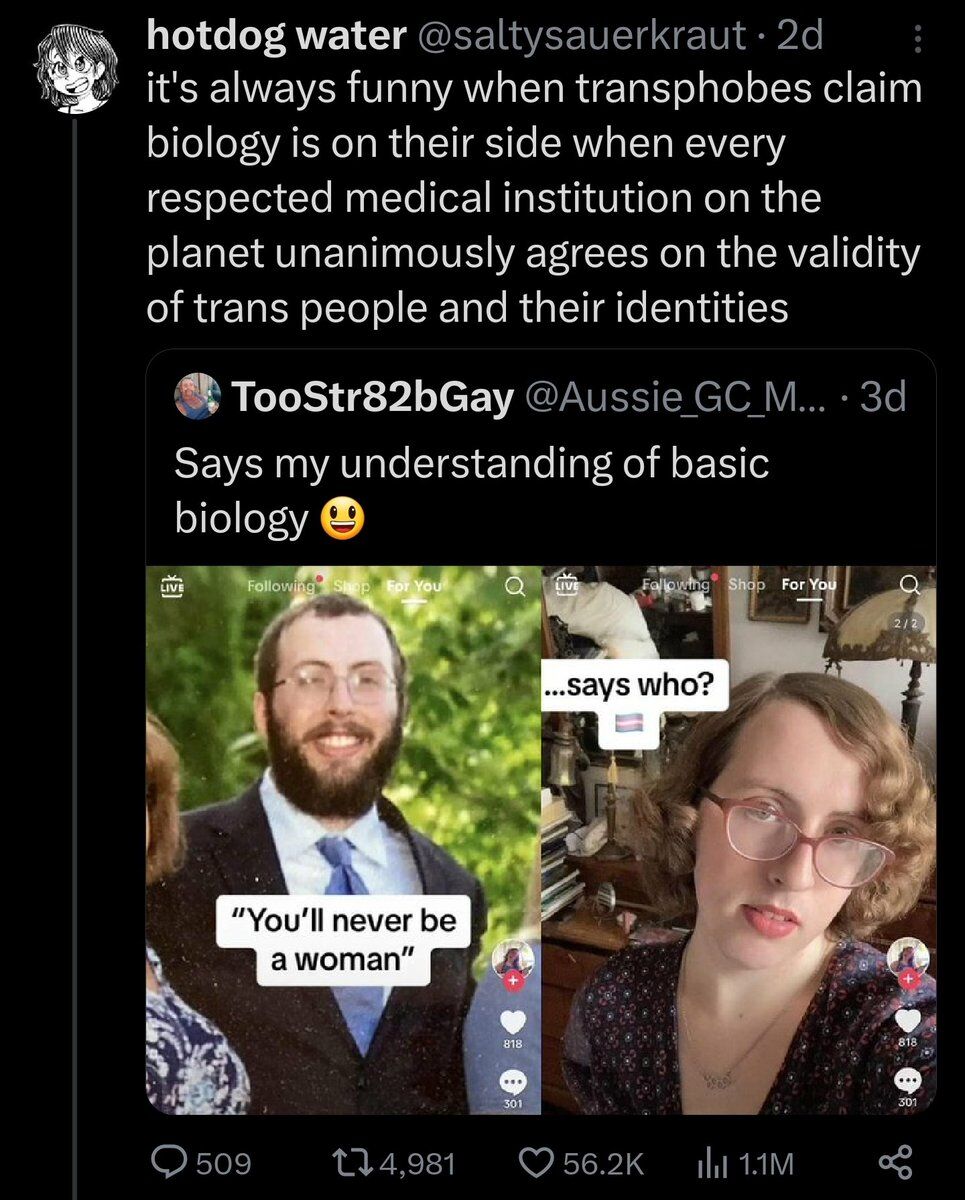 hotdog water @saltysauerkraut · 2d
it's always funny when transphobes claim
biology is on their side when every
respected medical institution on the
planet unanimously agrees on the validity
of trans people and their identities
TooStr82bGay @Aussie_GC_M... · 3d
Says my understanding of basic
biology 😃
LIVE Following Shop For You
"You'll never be
a woman"
818
301
LIVE Following Shop For You
2/2
...says who?
🏳️‍⚧️
818
301
509 4,981 56.2K 1.1M